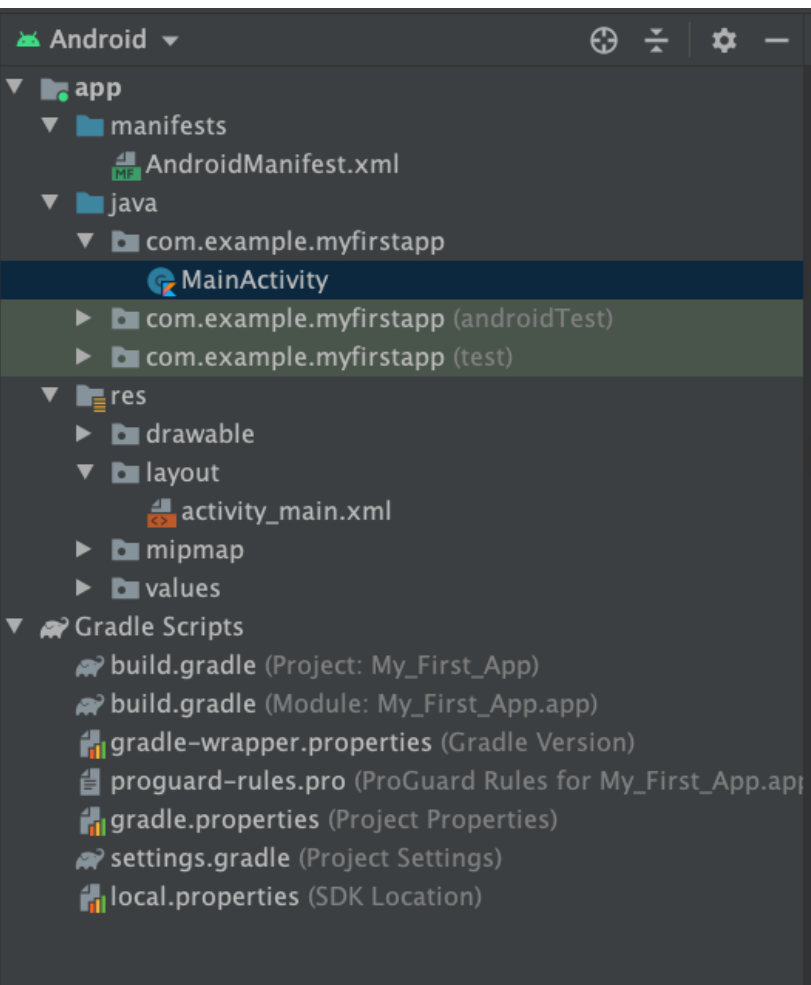 Android
app
manifests
MF AndroidManifest.xml
java
com.example.myfirstapp
MainActivity
com.example.myfirstapp (androidTest)
com.example.myfirstapp (test)
res
drawable
layout
activity_main.xml
mipmap
values
Gradle Scripts
build.gradle (Project: My_First_App)
build.gradle (Module: My_First_App.app)
gradle-wrapper.properties (Gradle Version)
proguard-rules.pro (ProGuard Rules for My_First_App.app
gradle.properties (Project Properties)
settings.gradle (Project Settings)
local.properties (SDK Location)